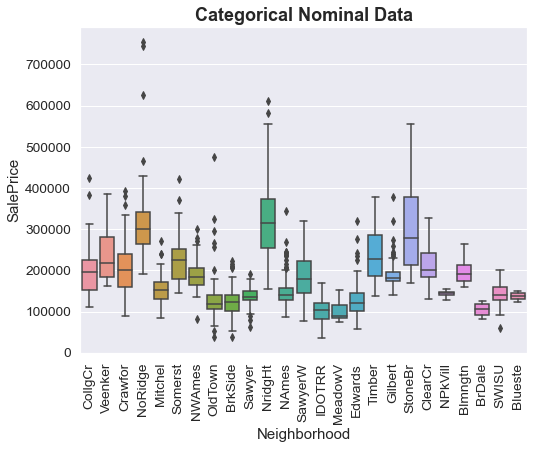 Categorical Nominal Data
SalePrice
700000
600000
500000
400000
300000
200000
100000
0
CollgCr
Veenker
Crawfor
NoRidge
Mitchel
Somerst
NWAmes
OldTown
BrkSide
Sawyer
NridgHt
NAmes
SawyerW
IDOTRR
MeadowV
Edwards
Timber
Gilbert
StoneBr
ClearCr
NPkVill
Blmngtn
BrDale
SWISU
Blueste
Neighborhood